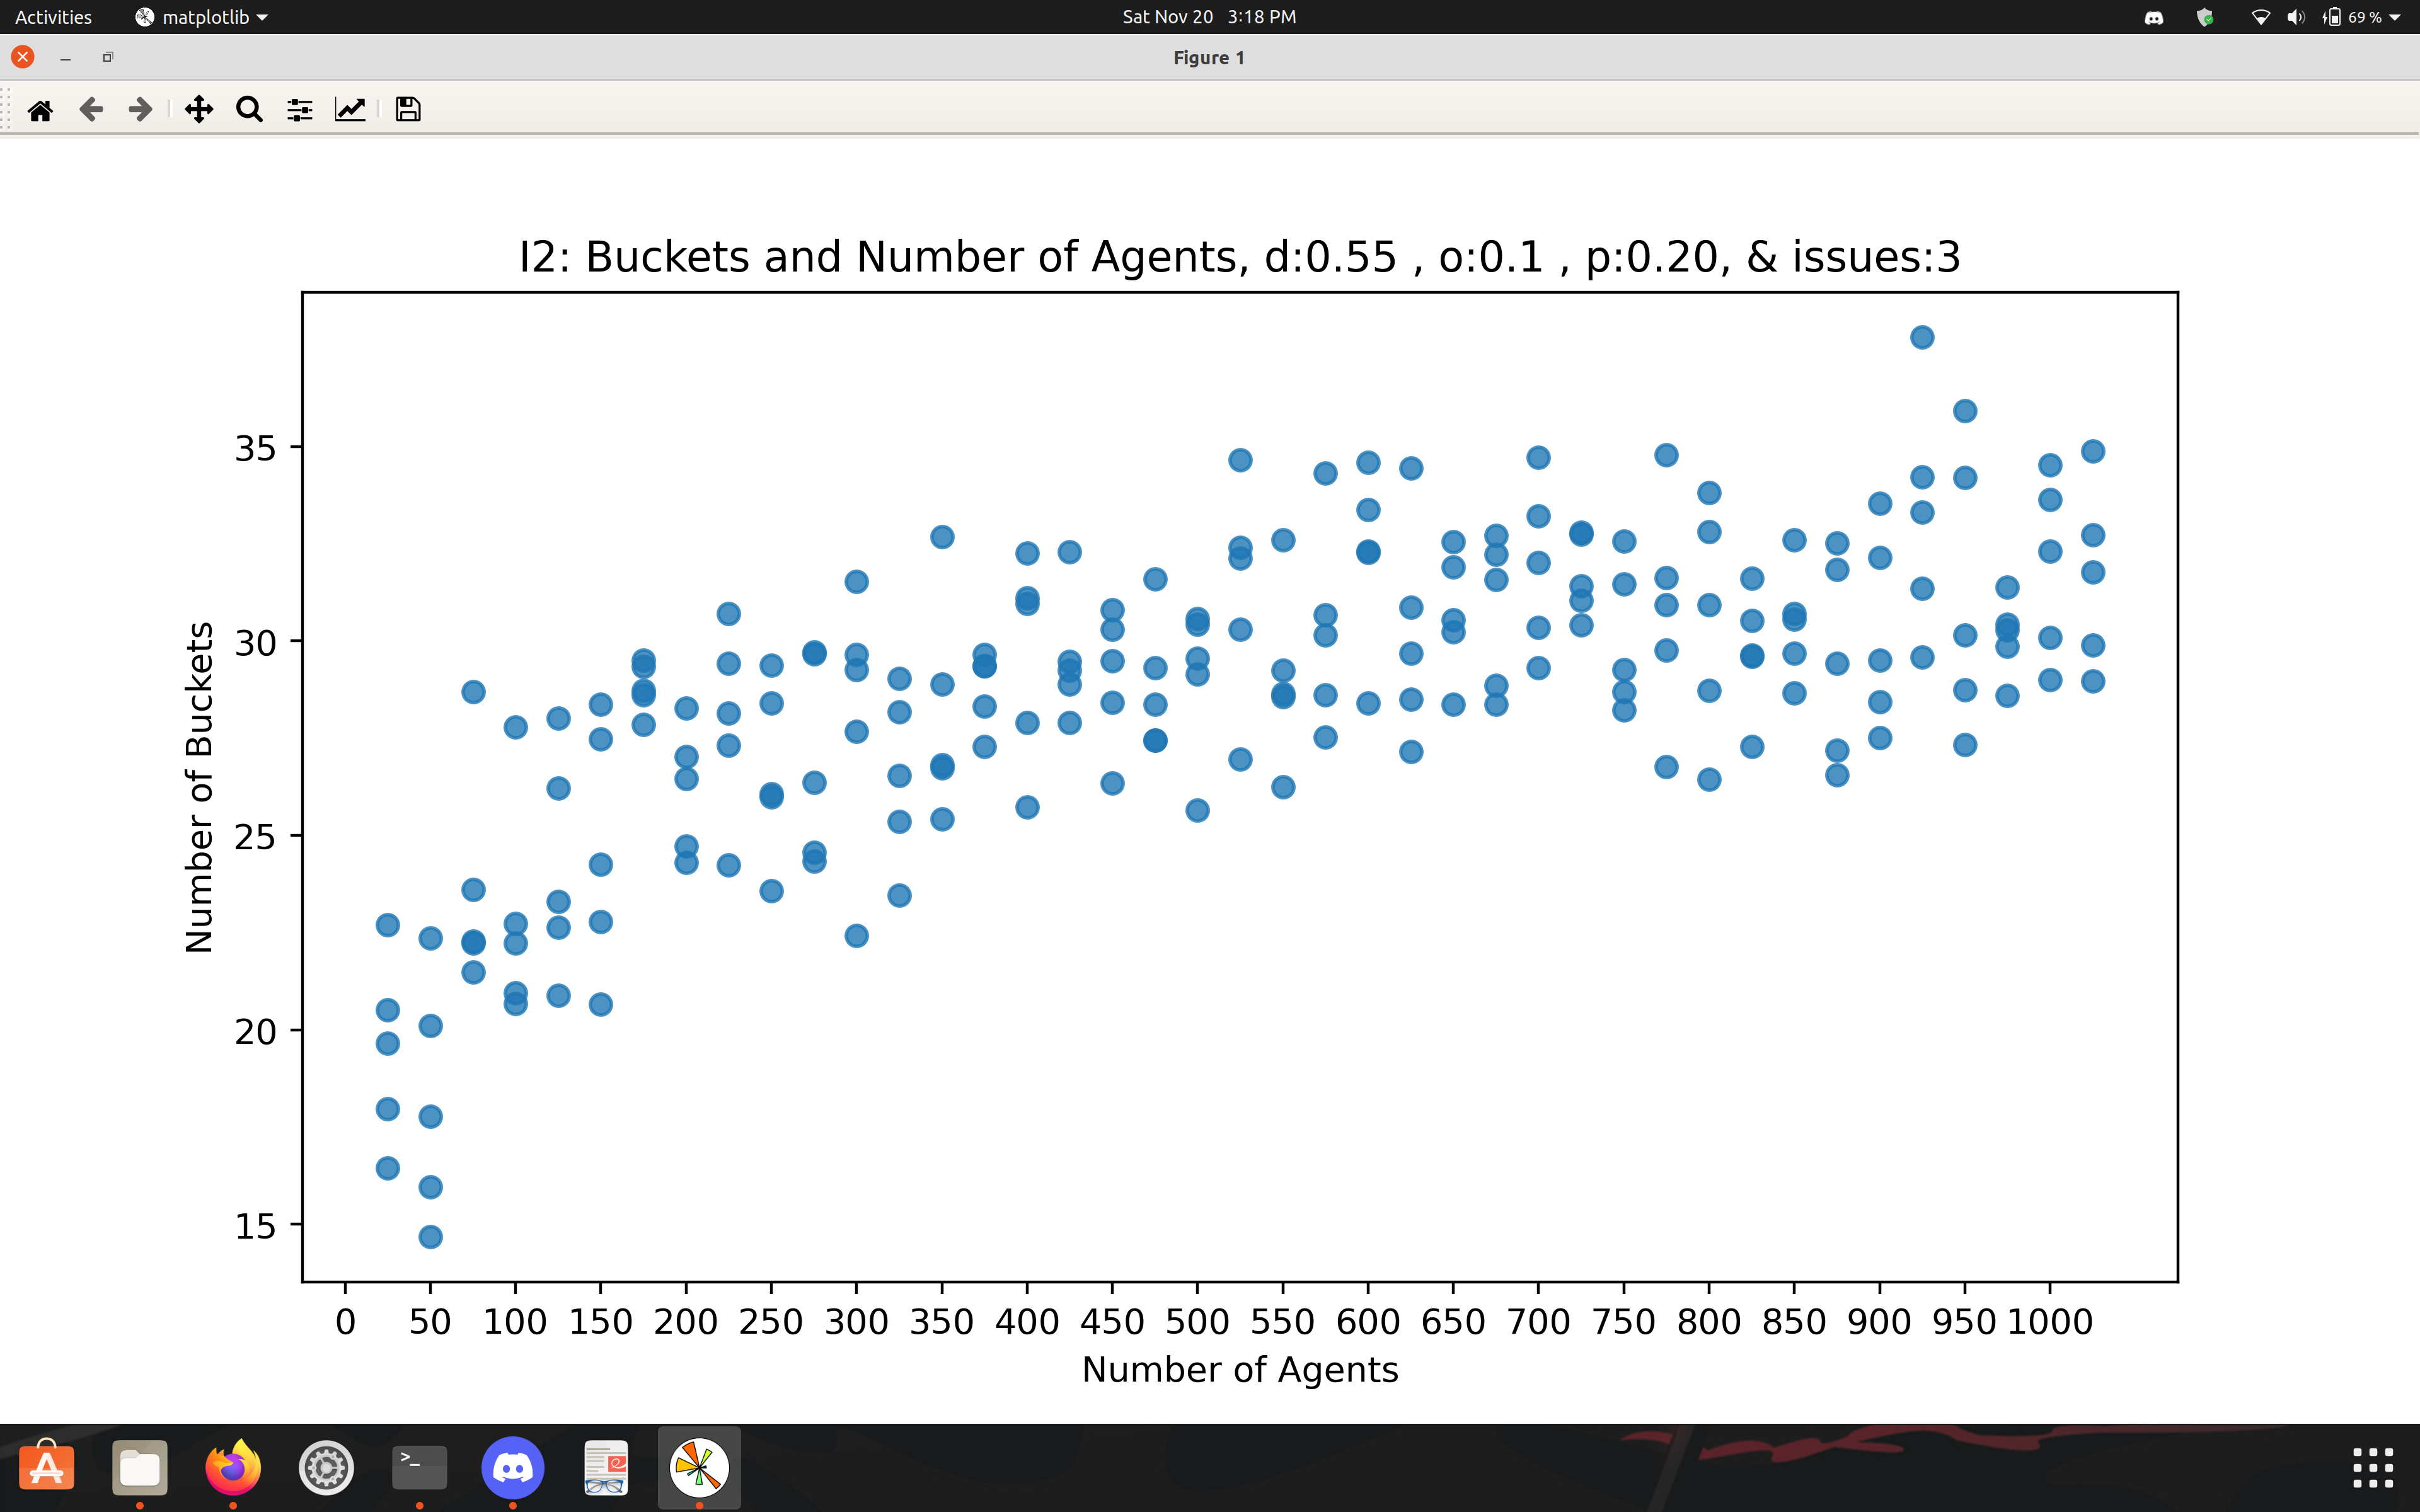 Activities
matplotlib
Sat Nov 20 3:18 PM
69 %
Figure 1
I2: Buckets and Number of Agents, d:0.55 , o:0.1 , p:0.20, & issues:3
Number of Buckets
35
30
25
20
15
0 50 100 150 200 250 300 350 400 450 500 550 600 650 700 750 800 850 900 950 1000
Number of Agents